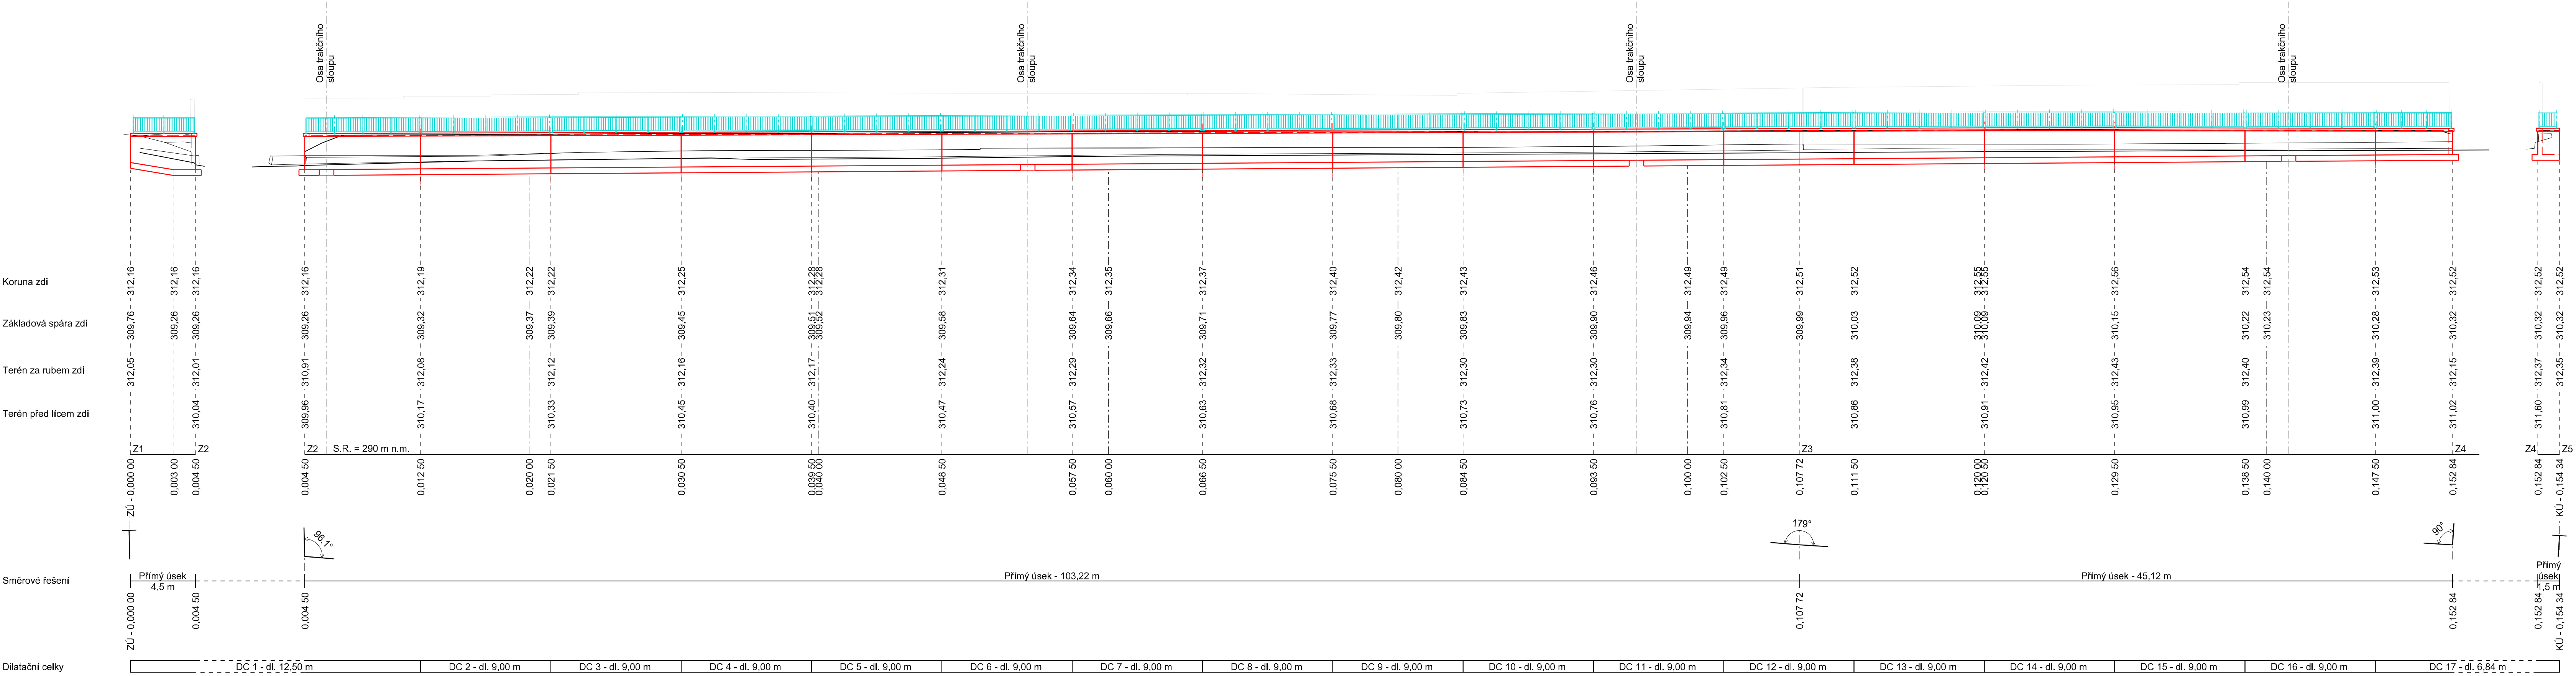 Osa trakčního
sloupu
Osa trakčního
sloupu
Osa trakčního
sloupu
Osa trakčního
sloupu
Koruna zdi
312,16
312,16
312,16
312,16
312,19
312,22
312,22
312,25
312,28
312,28
312,31
312,34
312,35
312,37
312,40
312,42
312,43
312,46
312,49
312,49
312,51
312,52
312,55
312,55
312,56
312,54
312,54
312,53
312,52
312,52
312,52
Základová spára zdi
309,76
309,26
309,26
309,26
309,32
309,37
309,39
309,45
309,51
309,52
309,58
309,64
309,66
309,71
309,77
309,80
309,83
309,90
309,94
309,96
309,99
310,03
310,09
310,09
310,15
310,22
310,23
310,28
310,32
310,32
310,32
Terén za rubem zdi
312,05
312,01
310,91
312,08
312,12
312,16
312,17
312,24
312,29
312,32
312,33
312,30
312,30
312,34
312,38
312,42
312,43
312,40
312,39
312,15
312,37
312,35
Terén před lícem zdi
310,04
309,96
310,17
310,33
310,45
310,40
310,47
310,57
310,63
310,68
310,73
310,76
310,81
310,86
310,91
310,95
310,99
311,00
311,02
311,60
Z1
Z2
Z2
S.R. = 290 m n.m.
Z3
Z4
Z4
Z5
ZÚ - 0,000 00
0,003 00
0,004 50
0,004 50
0,012 50
0,020 00
0,021 50
0,030 50
0,039 50
0,040 00
0,048 50
0,057 50
0,060 00
0,066 50
0,075 50
0,080 00
0,084 50
0,093 50
0,100 00
0,102 50
0,107 72
0,111 50
0,120 00
0,120 50
0,129 50
0,138 50
0,140 00
0,147 50
0,152 84
0,152 84
KÚ - 0,154 34
96,1°
179°
90°
Směrové řešení
Přímý úsek
4,5 m
Přímý úsek - 103,22 m
Přímý úsek - 45,12 m
Přímý
úsek
1,5 m
ZÚ - 0,000 00
0,004 50
0,004 50
0,107 72
0,152 84
0,152 84
KÚ - 0,154 34
Dilatační celky
DC 1 - dl. 12,50 m
DC 2 - dl. 9,00 m
DC 3 - dl. 9,00 m
DC 4 - dl. 9,00 m
DC 5 - dl. 9,00 m
DC 6 - dl. 9,00 m
DC 7 - dl. 9,00 m
DC 8 - dl. 9,00 m
DC 9 - dl. 9,00 m
DC 10 - dl. 9,00 m
DC 11 - dl. 9,00 m
DC 12 - dl. 9,00 m
DC 13 - dl. 9,00 m
DC 14 - dl. 9,00 m
DC 15 - dl. 9,00 m
DC 16 - dl. 9,00 m
DC 17 - dl. 6,84 m